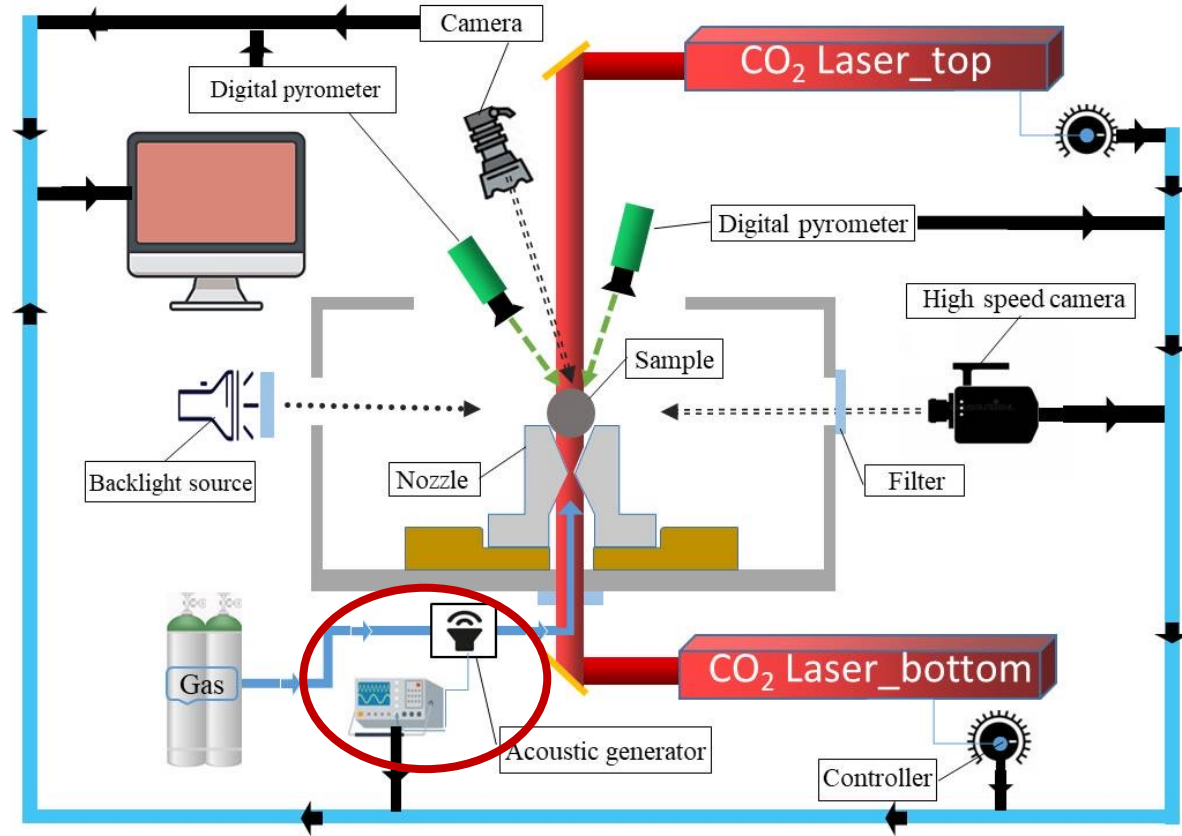 Camera
CO₂ Laser_top
Digital pyrometer
Digital pyrometer
High speed camera
Sample
Backlight source
Nozzle
Filter
Gas
CO₂ Laser_bottom
Acoustic generator
Controller